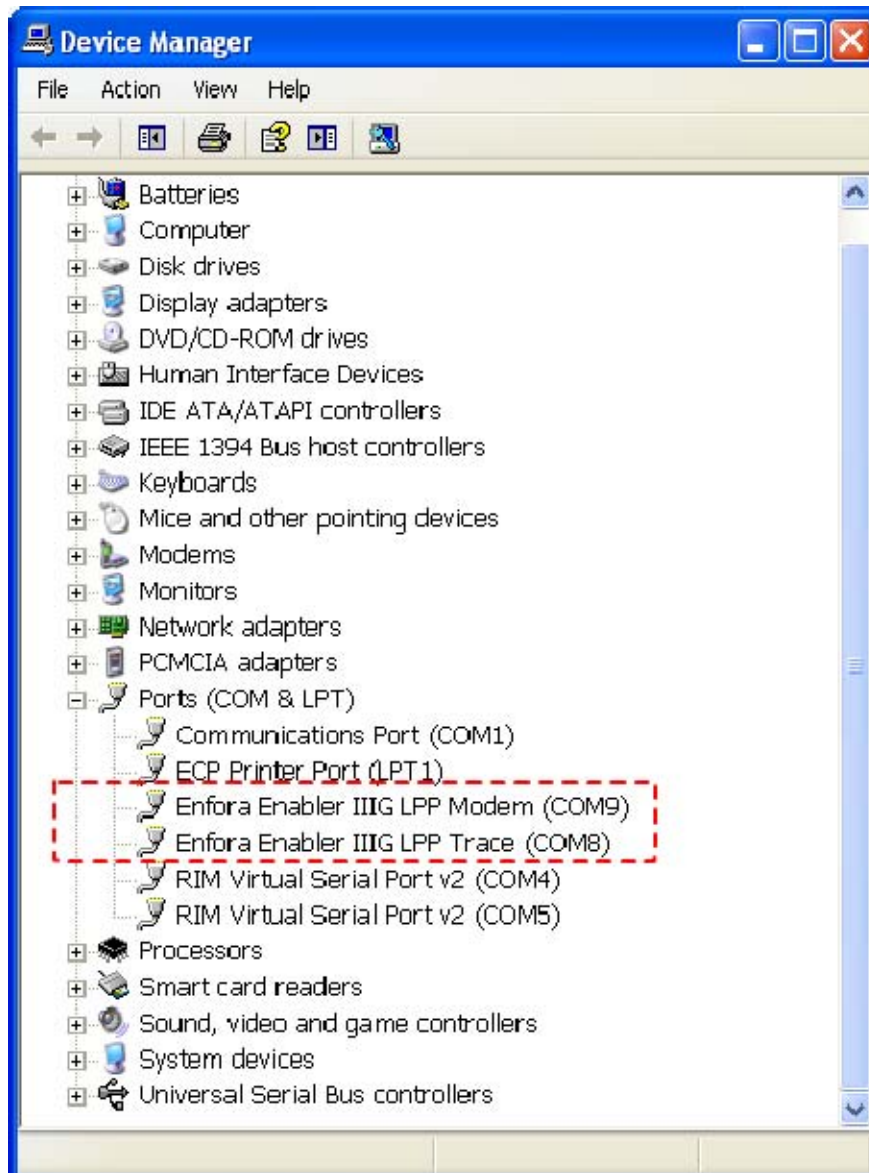 Device Manager
File Action View Help
Batteries
Computer
Disk drives
Display adapters
DVD/CD-ROM drives
Human Interface Devices
IDE ATA/ATAPI controllers
IEEE 1394 Bus host controllers
Keyboards
Mice and other pointing devices
Modems
Monitors
Network adapters
PCMCIA adapters
Ports (COM & LPT)
Communications Port (COM1)
ECP Printer Port (LPT1)
Enfora Enabler IIIG LPP Modem (COM9)
Enfora Enabler IIIG LPP Trace (COM8)
RIM Virtual Serial Port v2 (COM4)
RIM Virtual Serial Port v2 (COM5)
Processors
Smart card readers
Sound, video and game controllers
System devices
Universal Serial Bus controllers